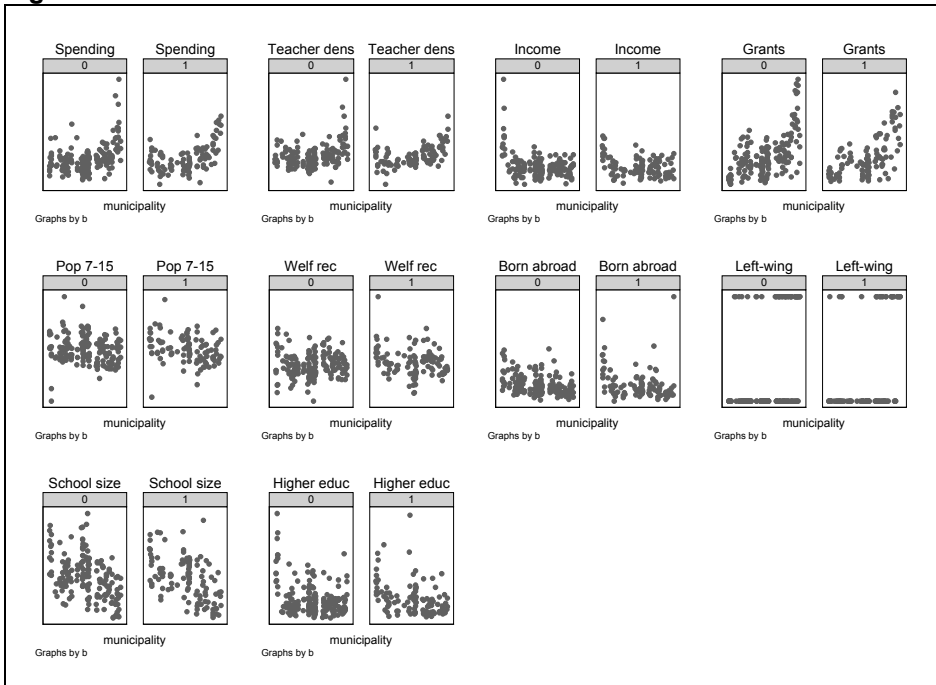 Spending Spending Teacher dens Teacher dens Income Income Grants Grants
0 1 0 1 0 1 0 1
municipality municipality municipality municipality
Graphs by b Graphs by b Graphs by b Graphs by b
Pop 7-15 Pop 7-15 Welf rec Welf rec Born abroad Born abroad Left-wing Left-wing
0 1 0 1 0 1 0 1
municipality municipality municipality municipality
Graphs by b Graphs by b Graphs by b Graphs by b
School size School size Higher educ Higher educ
0 1 0 1
municipality municipality
Graphs by b Graphs by b